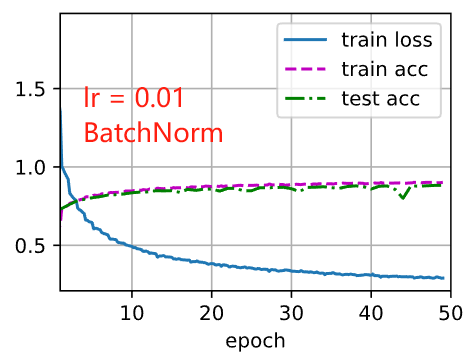 train loss
train acc
test acc
lr = 0.01
BatchNorm
1.5
1.0
0.5
10 20 30 40 50
epoch